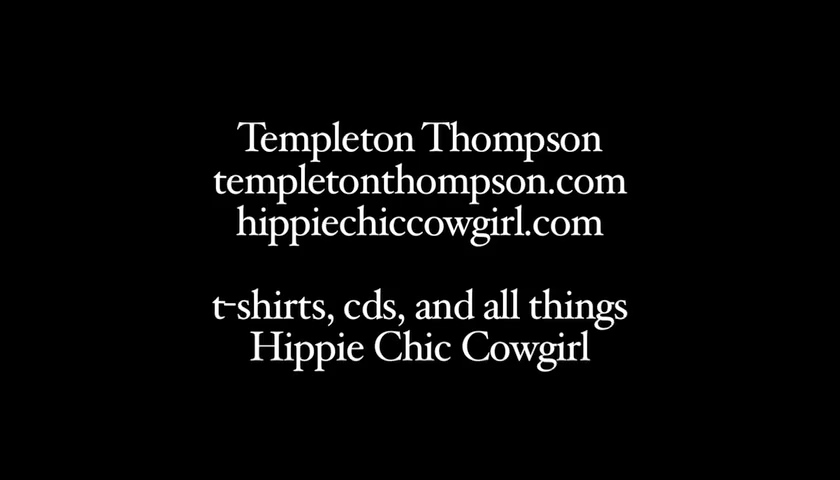 Templeton Thompson
templetonthompson.com
hippiechiccowgirl.com
t-shirts, cds, and all things
Hippie Chic Cowgirl